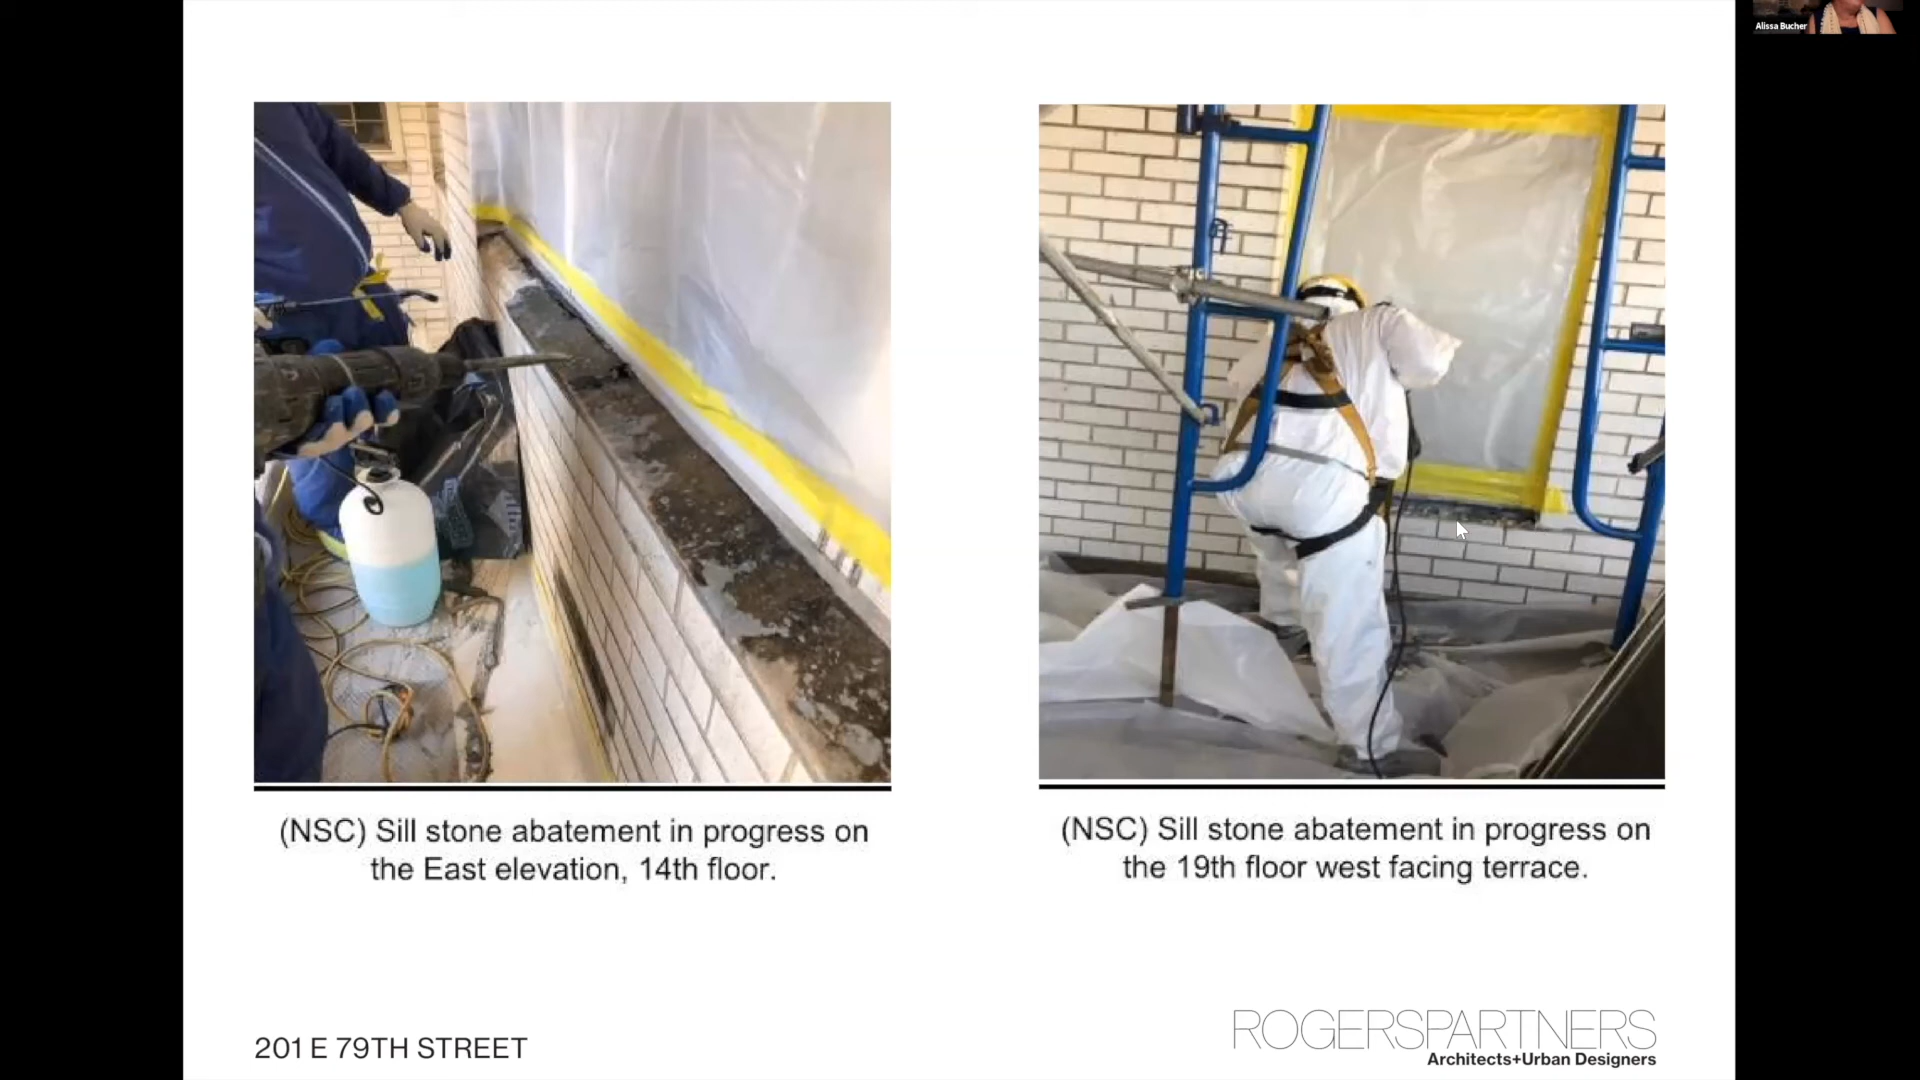 Alissa Bucher
(NSC) Sill stone abatement in progress on
the East elevation, 14th floor.
(NSC) Sill stone abatement in progress on
the 19th floor west facing terrace.
201 E 79TH STREET
ROGERSPARTNERS
Architects+Urban Designers